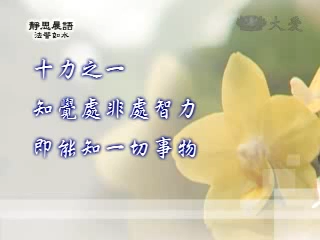 靜思晨語
法譬如水
大愛
十力之一
知覺處非處智力
即能知一切事物